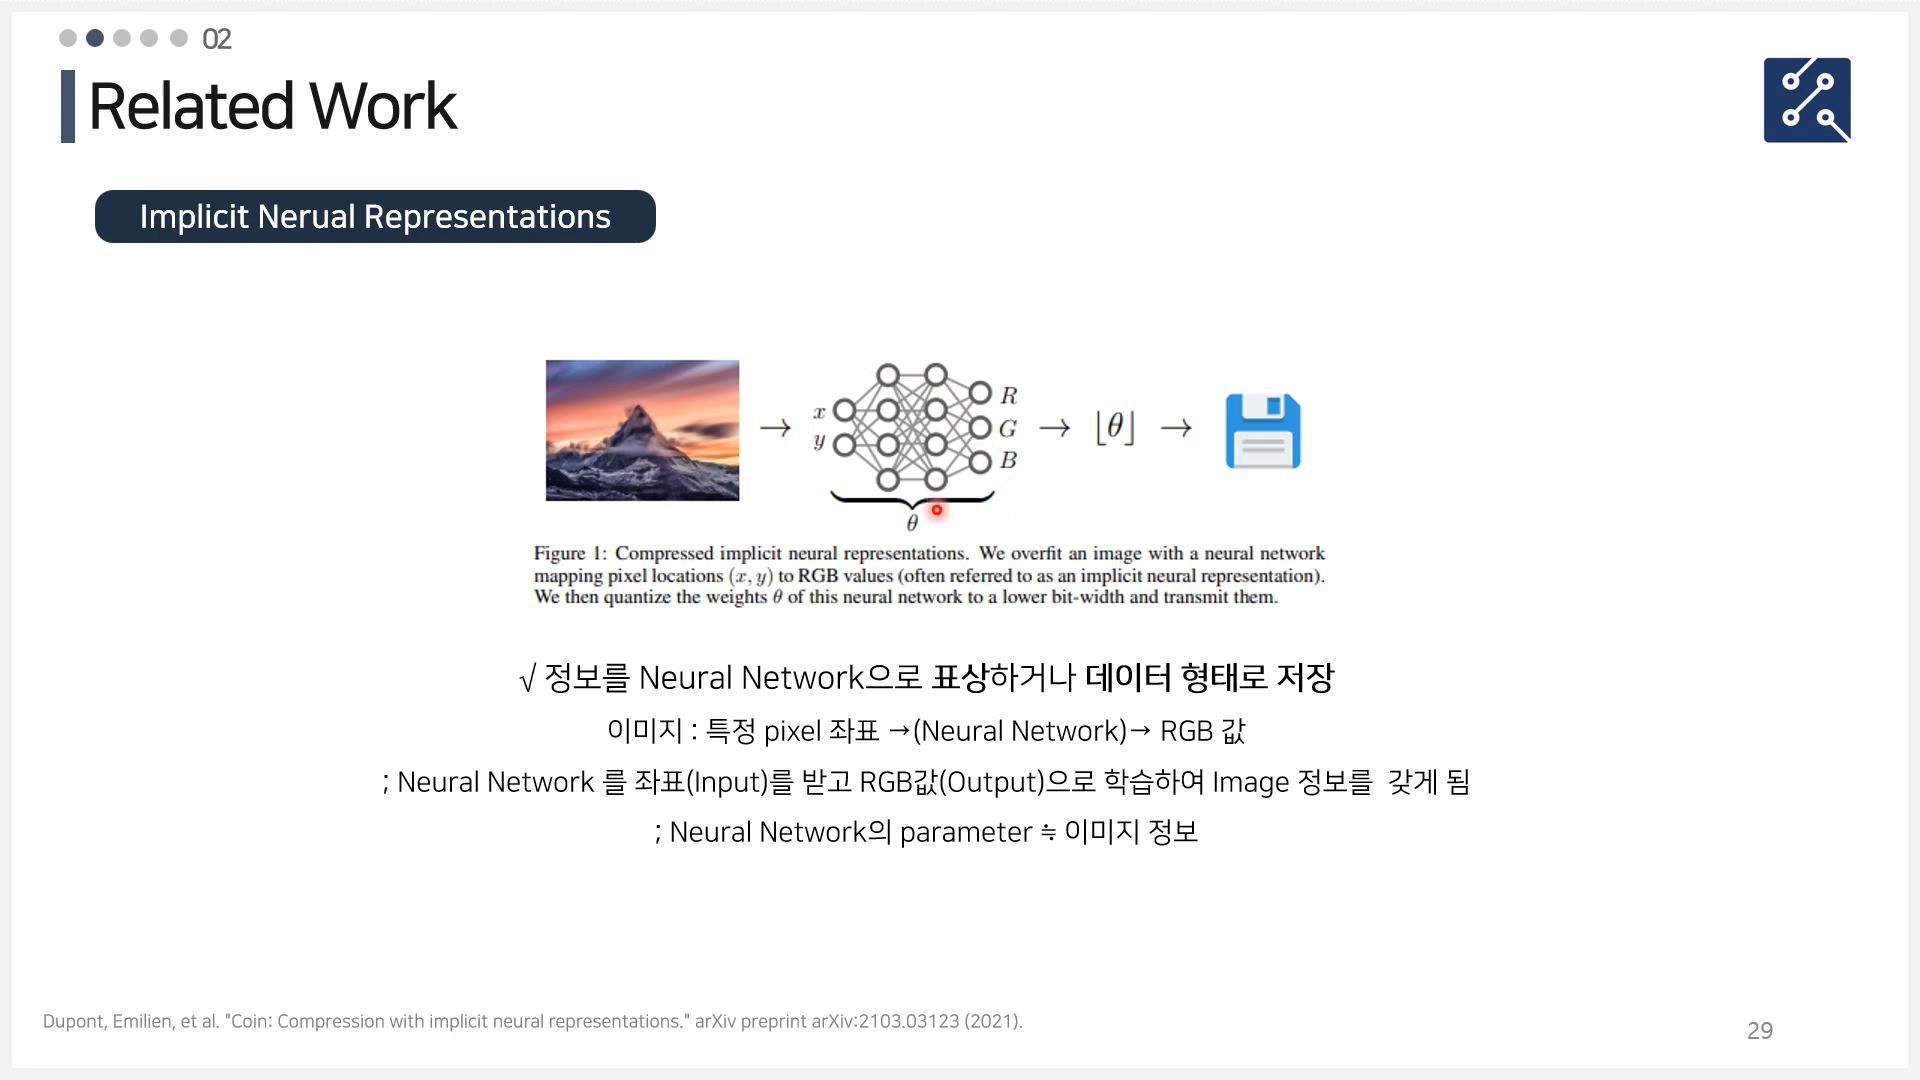 02
Related Work
Implicit Nerual Representations
x
y
R
G
B
→ → ⌊θ⌉ →
θ
Figure 1: Compressed implicit neural representations. We overfit an image with a neural network
mapping pixel locations (x, y) to RGB values (often referred to as an implicit neural representation).
We then quantize the weights θ of this neural network to a lower bit-width and transmit them.
√ 정보를 Neural Network으로 표상하거나 데이터 형태로 저장
이미지 : 특정 pixel 좌표 →(Neural Network)→ RGB 값
; Neural Network 를 좌표(Input)를 받고 RGB값(Output)으로 학습하여 Image 정보를 갖게 됨
; Neural Network의 parameter ≒ 이미지 정보
Dupont, Emilien, et al. "Coin: Compression with implicit neural representations." arXiv preprint arXiv:2103.03123 (2021).
29